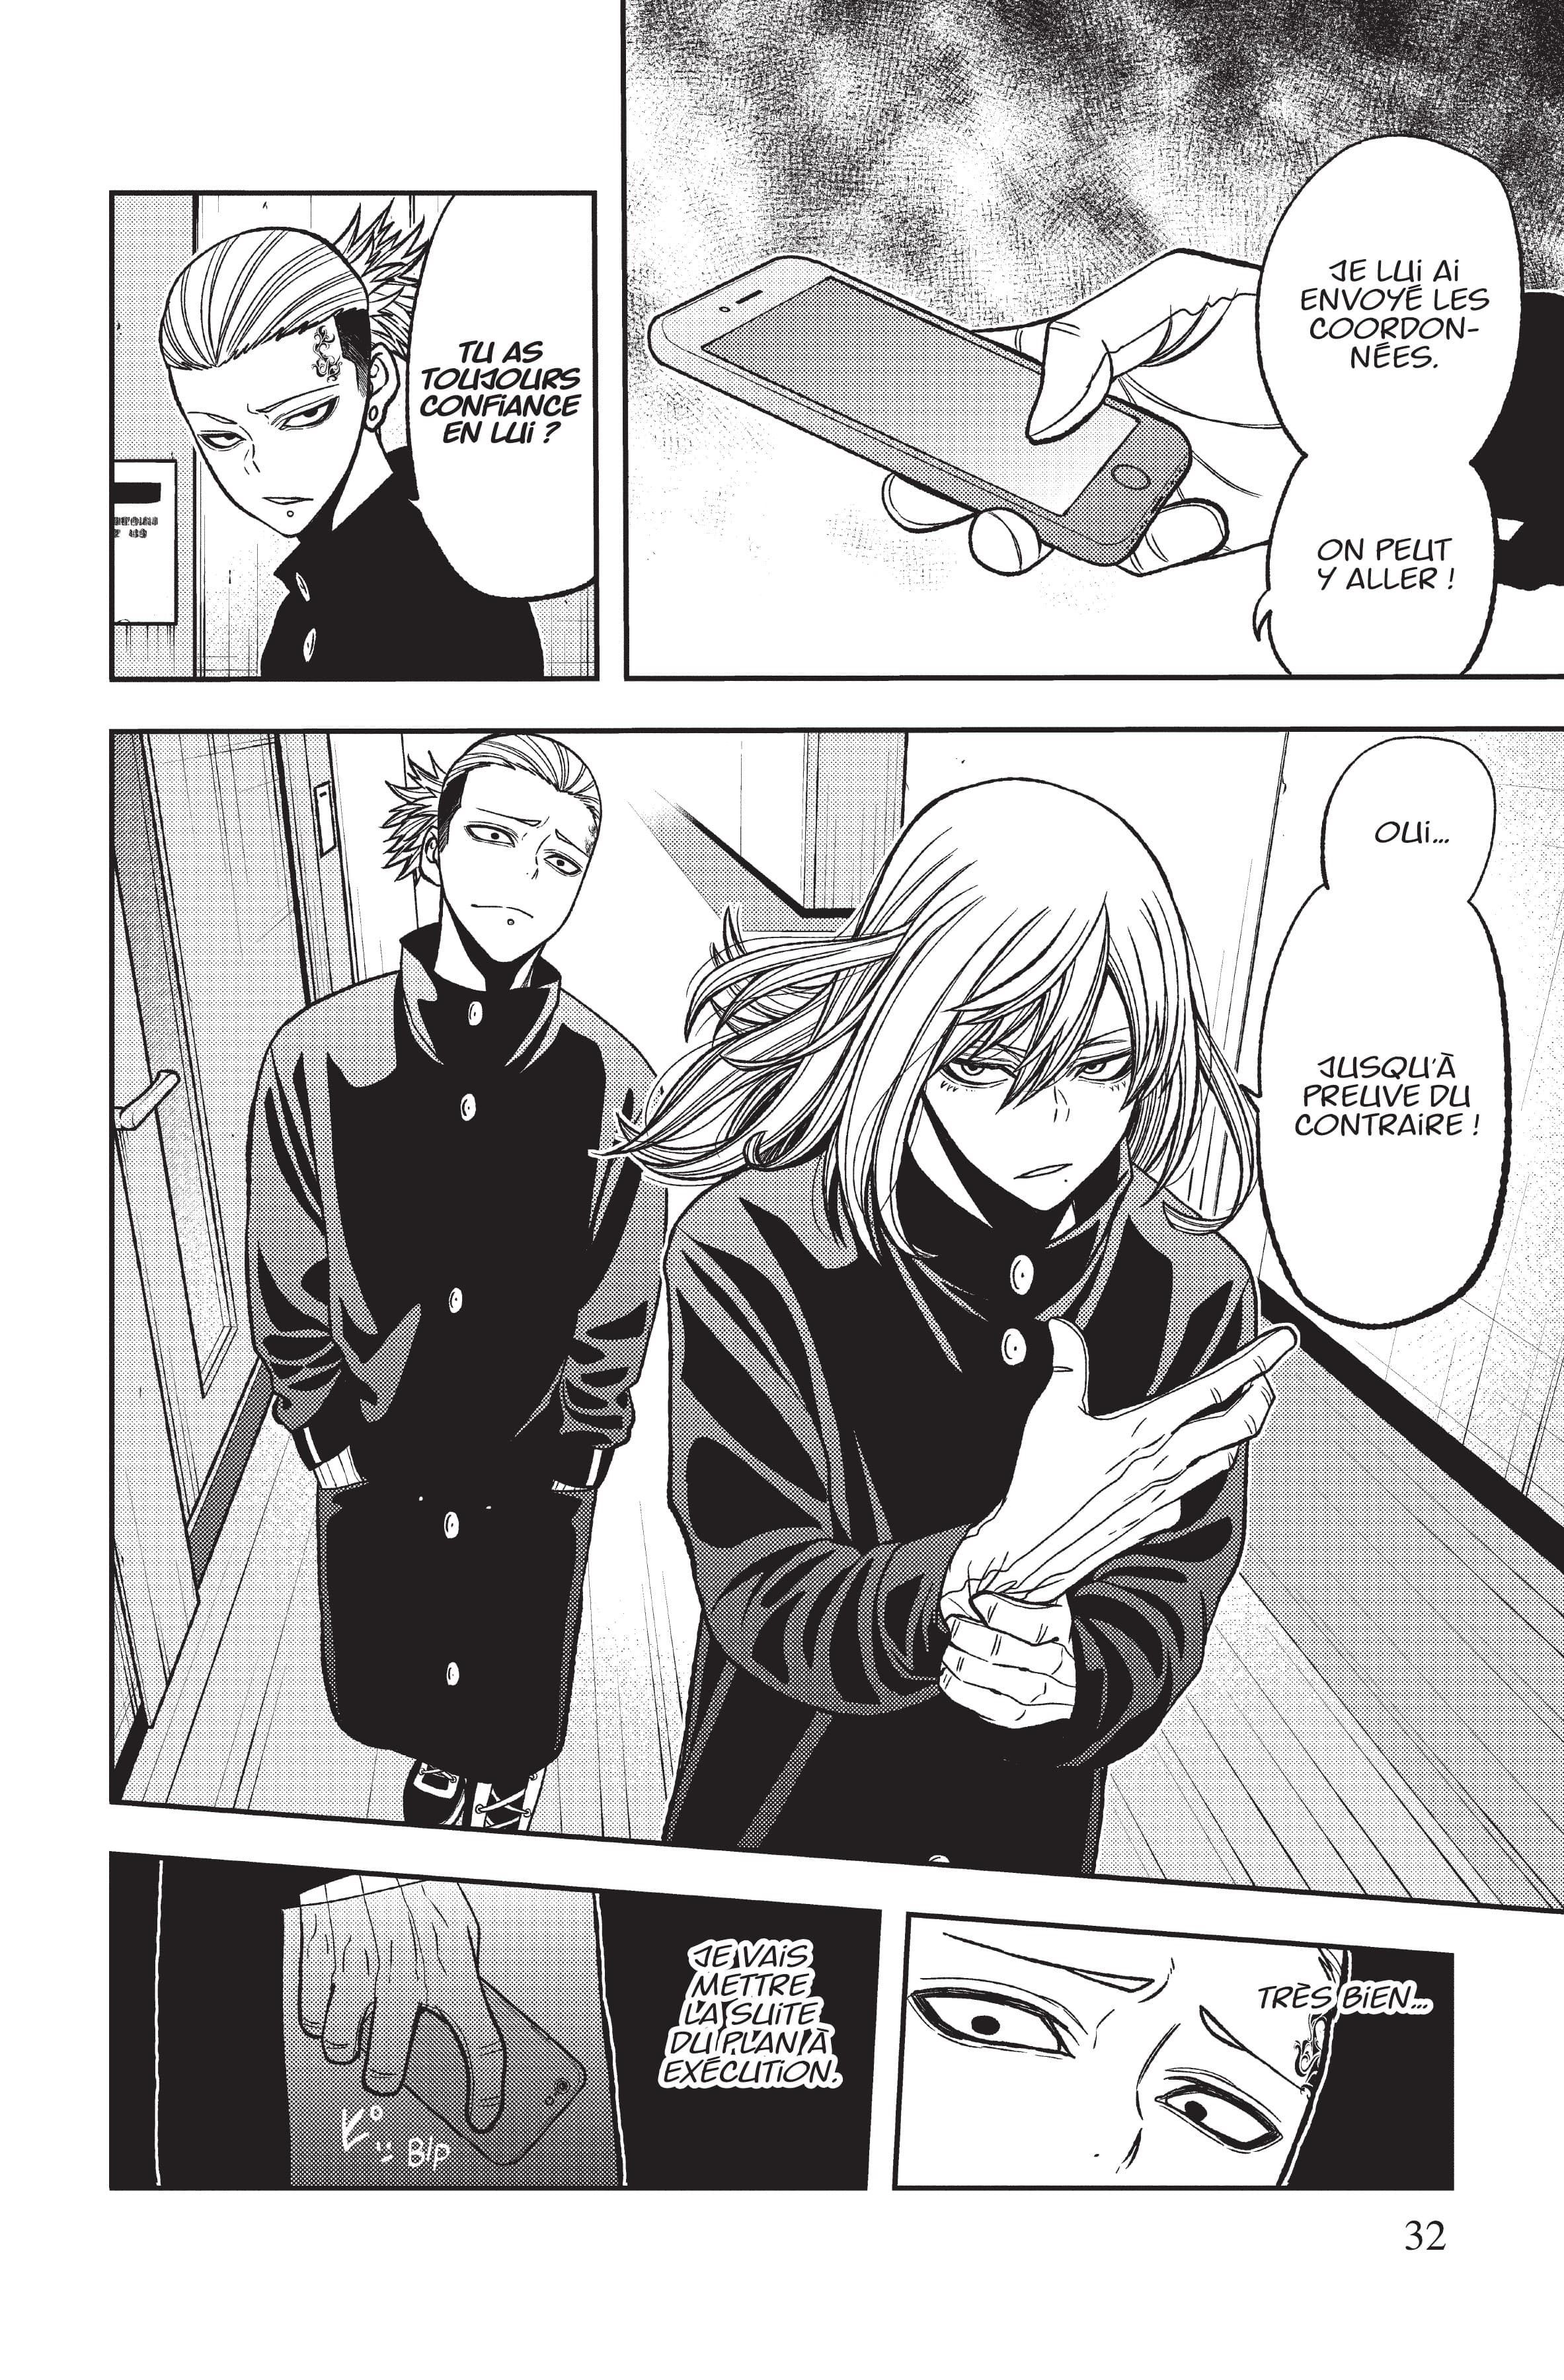 JE LUI AI
ENVOYÉ LES
COORDON-
NÉES.
ON PEUT
Y ALLER !
TU AS
TOUJOURS
CONFIANCE
EN LUI ?
OUI...
JUSQU'À
PREUVE DU
CONTRAIRE !
TRÈS BIEN...
JE VAIS
METTRE
LA SUITE
DU PLAN À
EXÉCUTION.
ピ
BIP
32